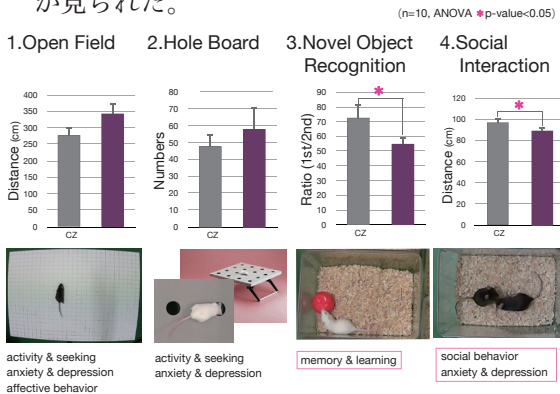 が見られた。
(n=10, ANOVA ✱p-value<0.05)
1.Open Field
2.Hole Board
3.Novel Object
Recognition
4.Social
Interaction
Distance (cm)
400
350
300
250
200
150
100
50
0
CZ
Numbers
80
70
60
50
40
30
20
10
0
CZ
Ratio (1st/2nd)
90
80
70
60
50
40
30
20
10
0
✱
CZ
Distance (cm)
120
100
80
60
40
20
0
✱
CZ
activity & seeking
anxiety & depression
affective behavior
activity & seeking
anxiety & depression
memory & learning
social behavior
anxiety & depression